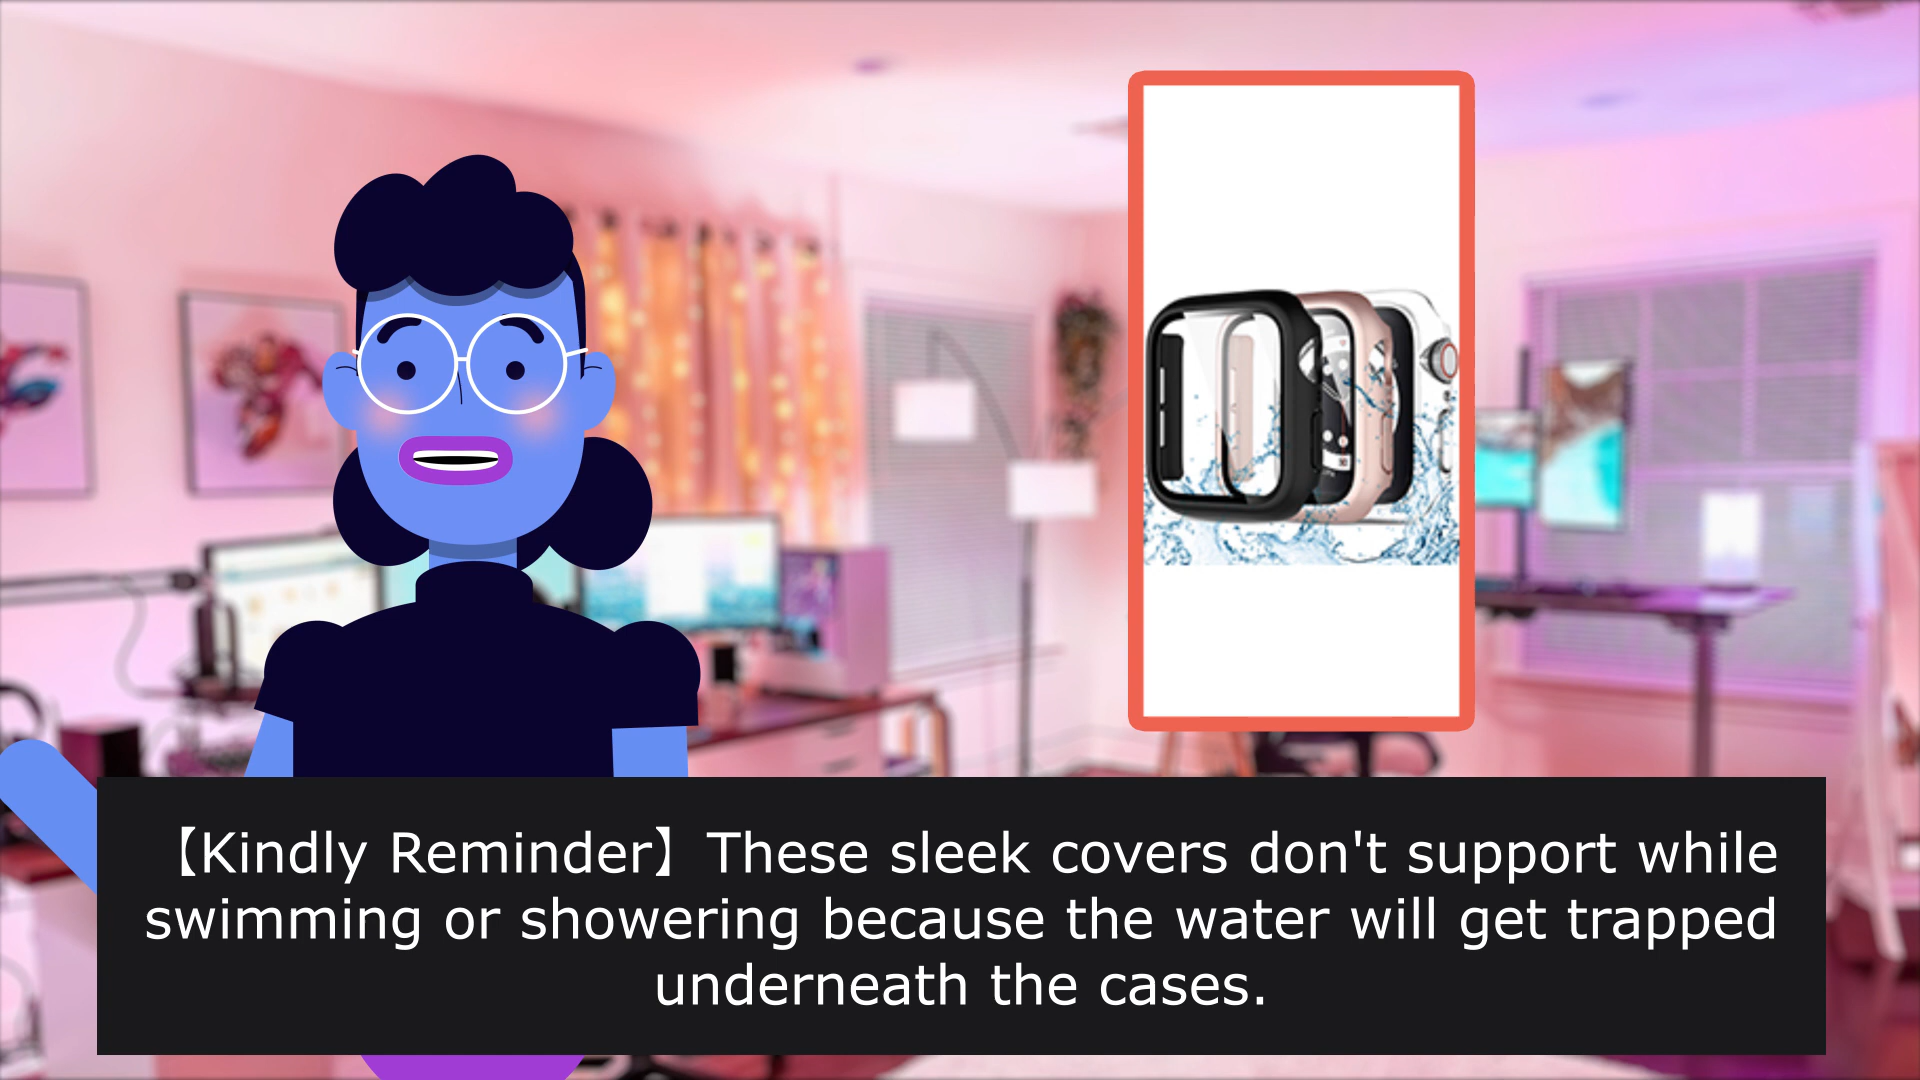 【Kindly Reminder】These sleek covers don't support while
swimming or showering because the water will get trapped
underneath the cases.